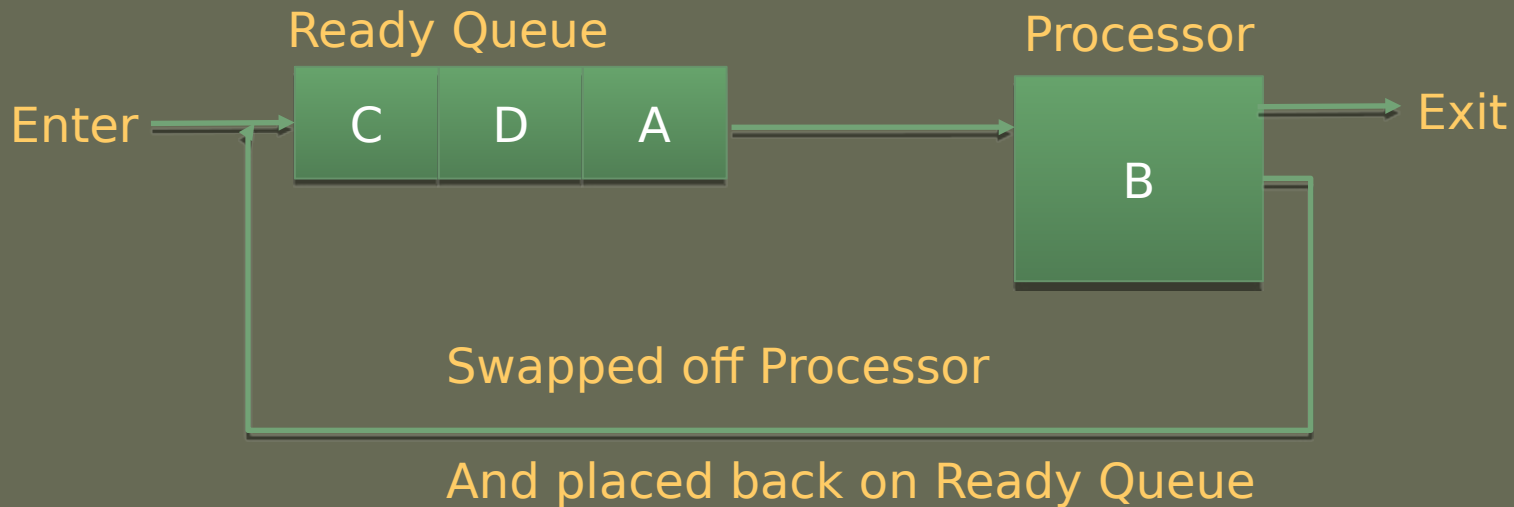 Ready Queue
Processor
Enter
C D A
Exit
B
Swapped off Processor
And placed back on Ready Queue